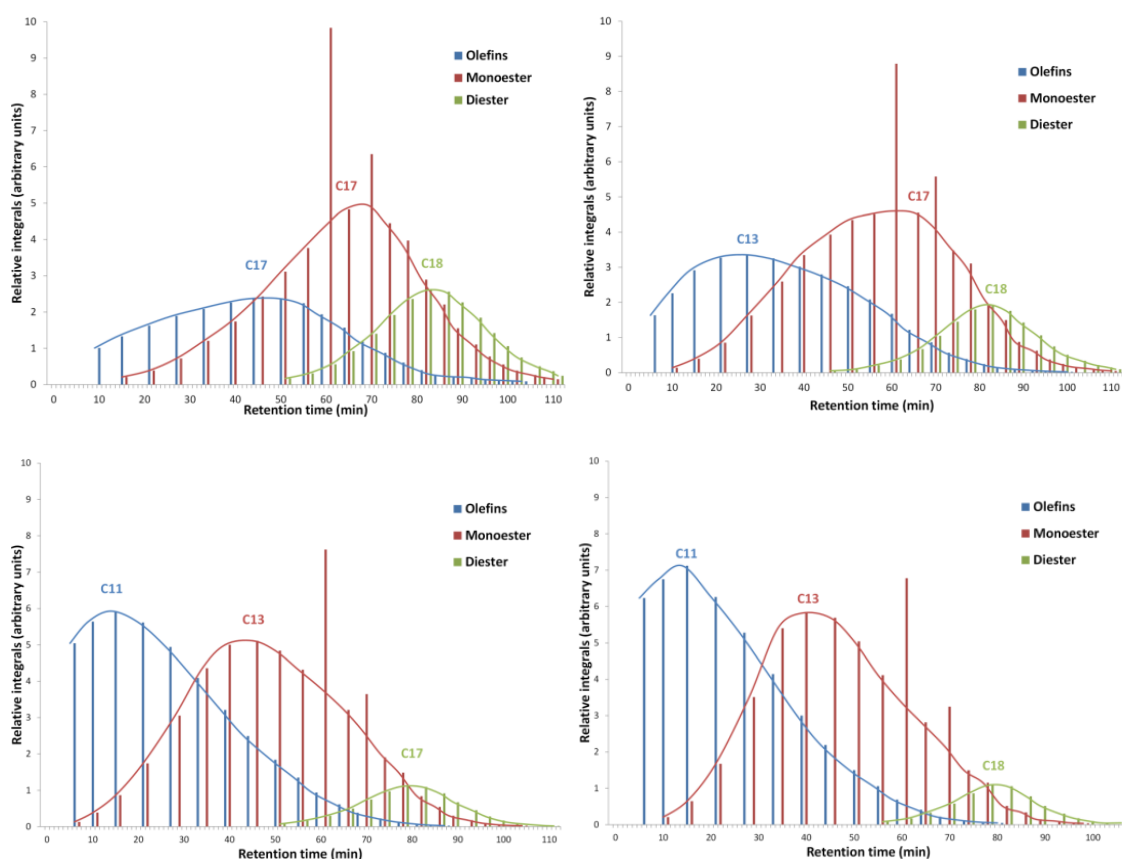 Relative integrals (arbitrary units)
10
9
8
7
6
5
4
3
2
1
0
Olefins
Monoester
Diester
C17
C17
C18
0 10 20 30 40 50 60 70 80 90 100 110
Retention time (min)
Relative integrals (arbitrary units)
10
9
8
7
6
5
4
3
2
1
0
Olefins
Monoester
Diester
C13
C17
C18
0 10 20 30 40 50 60 70 80 90 100 110
Retention time (min)
Relative integrals (arbitrary units)
10
9
8
7
6
5
4
3
2
1
0
Olefins
Monoester
Diester
C11
C13
C17
0 10 20 30 40 50 60 70 80 90 100 110
Retention time (min)
Relative integrals (arbitrary units)
10
9
8
7
6
5
4
3
2
1
0
Olefins
Monoester
Diester
C11
C13
C18
0 10 20 30 40 50 60 70 80 90 100
Retention time (min)